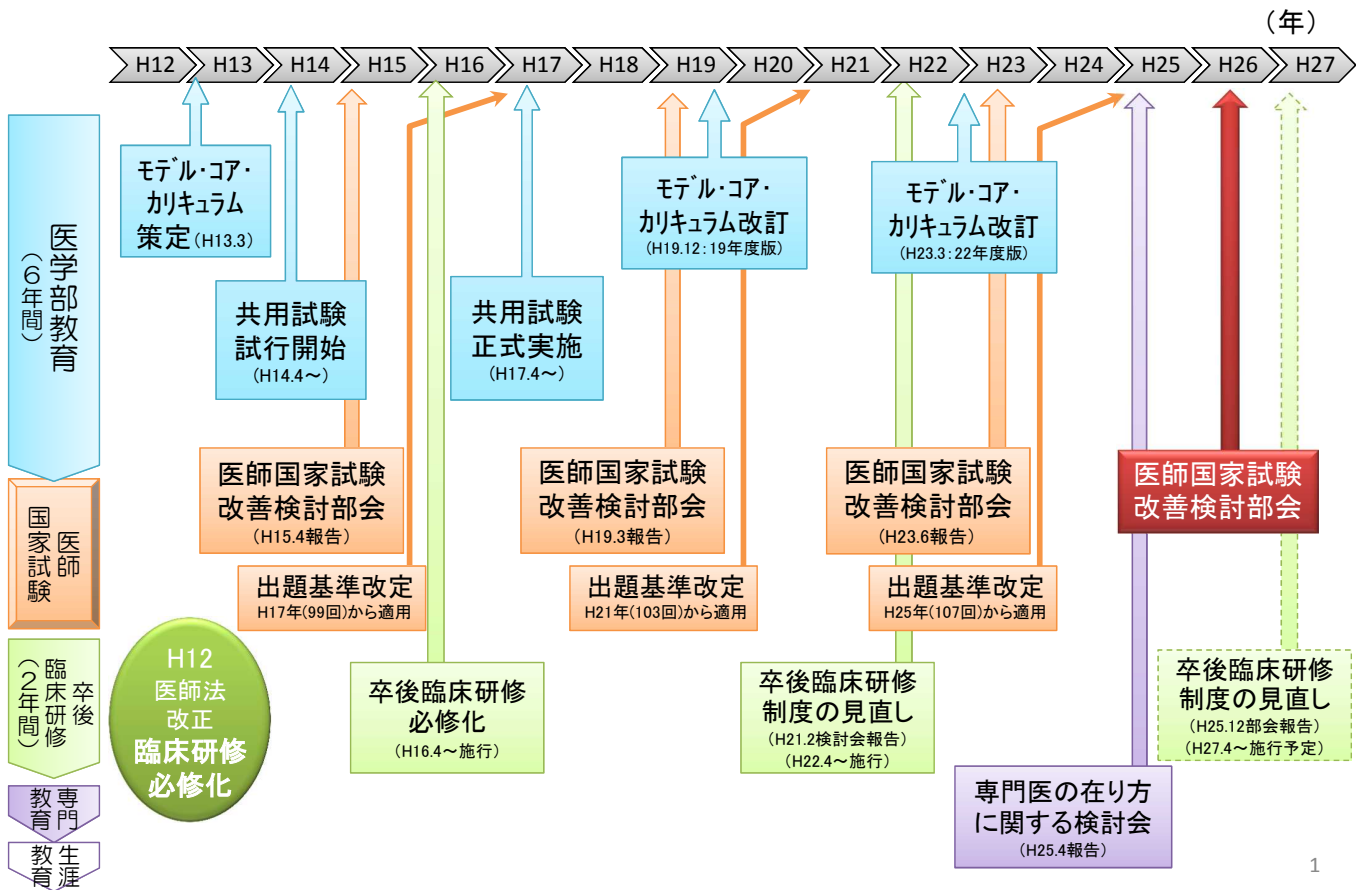 （年）
H12 H13 H14 H15 H16 H17 H18 H19 H20 H21 H22 H23 H24 H25 H26 H27
医学部教育
（６年間）
医師
国家試験
卒後
臨床研修
（２年間）
専門
教育
生涯
教育
モデル・コア・
カリキュラム
策定(H13.3)
共用試験
試行開始
(H14.4～)
医師国家試験
改善検討部会
(H15.4報告)
出題基準改定
H17年(99回)から適用
H12
医師法
改正
臨床研修
必修化
卒後臨床研修
必修化
(H16.4～施行)
共用試験
正式実施
(H17.4～)
モデル・コア・
カリキュラム改訂
(H19.12：19年度版)
医師国家試験
改善検討部会
(H19.3報告)
出題基準改定
H21年(103回)から適用
卒後臨床研修
制度の見直し
(H21.2検討会報告)
(H22.4～施行)
モデル・コア・
カリキュラム改訂
(H23.3：22年度版)
医師国家試験
改善検討部会
(H23.6報告)
出題基準改定
H25年(107回)から適用
専門医の在り方
に関する検討会
(H25.4報告)
医師国家試験
改善検討部会
卒後臨床研修
制度の見直し
(H25.12部会報告)
(H27.4～施行予定)
1